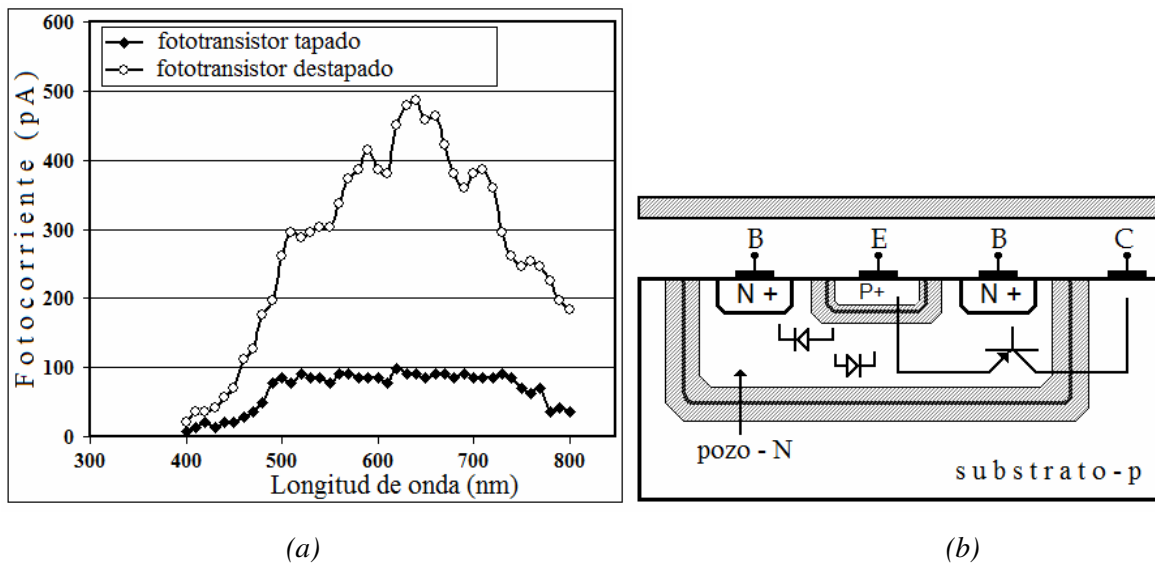 600
500
400
300
200
100
0
300
400
500
600
700
800
Fotocorriente (pA)
Longitud de onda (nm)
fototransistor tapado
fototransistor destapado
(a)
B
E
B
C
N +
P+
N +
pozo - N
substrato-p
(b)